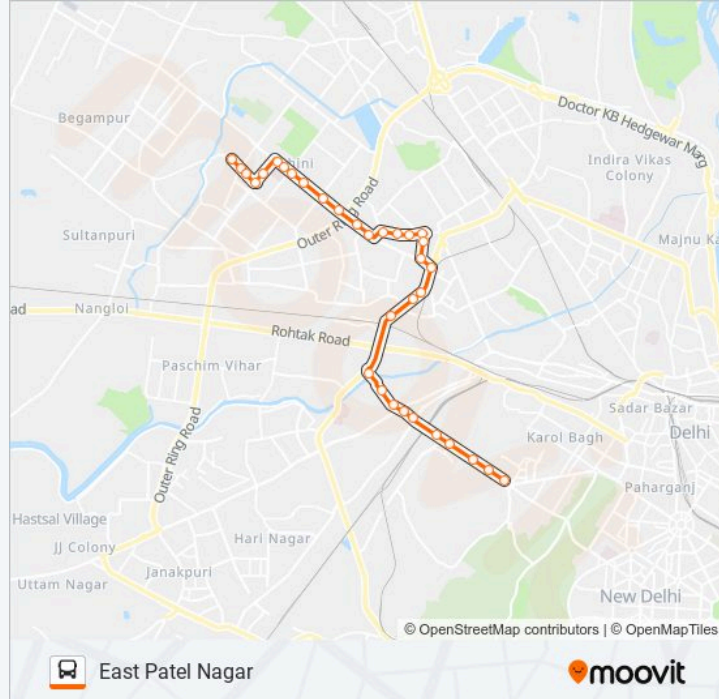 Begampur
Doctor KB Hedgewar Marg
Indira Vikas
Colony
hini
Outer Ring Road
Sultanpuri
Majnu Ka
ad
Nangloi
Rohtak Road
Paschim Vihar
Sadar Bazar
Karol Bagh
Delhi
Outer Ring Road
Paharganj
Hastsal Village
JJ Colony
Hari Nagar
Janakpuri
Uttam Nagar
New Delhi
© OpenStreetMap contributors | © OpenMapTiles
East Patel Nagar
moovit